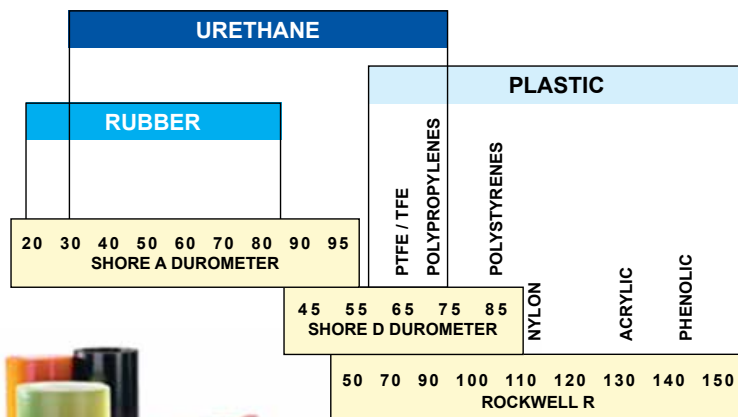 URETHANE
PLASTIC
RUBBER
PTFE / TFE
POLYPROPYLENES
POLYSTYRENES
NYLON
ACRYLIC
PHENOLIC
20 30 40 50 60 70 80 90 95
SHORE A DUROMETER
45 55 65 75 85
SHORE D DUROMETER
50 70 90 100 110 120 130 140 150
ROCKWELL R